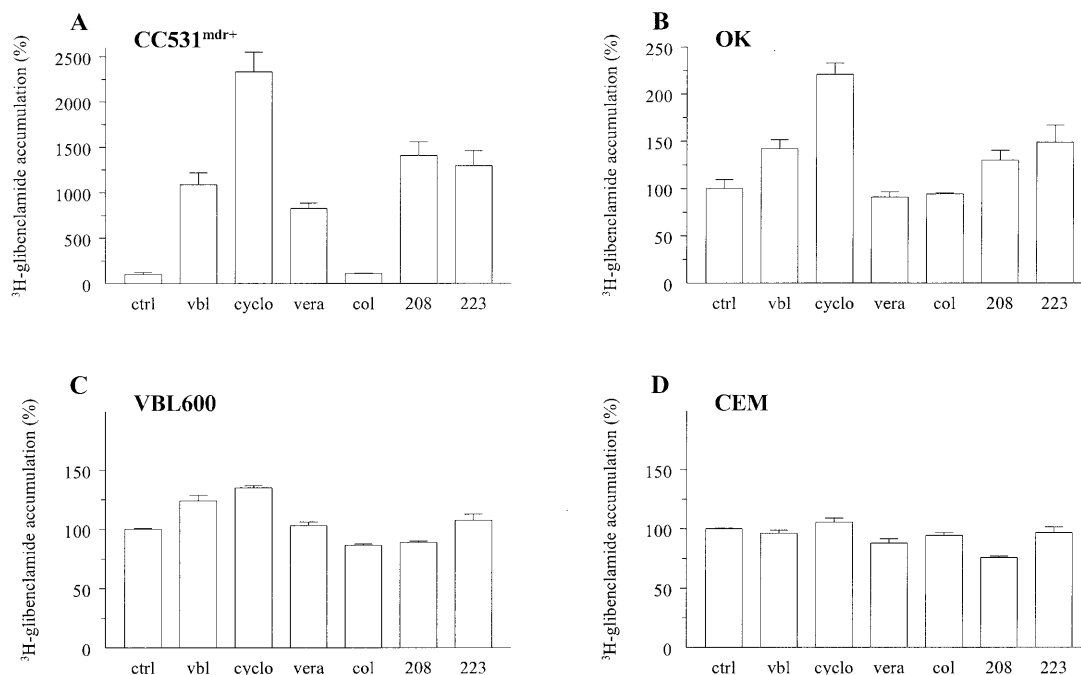 A
CC531mdr+
³H-glibenclamide accumulation (%)
2500
2000
1500
1000
500
0
ctrl vbl cyclo vera col 208 223
B
OK
³H-glibenclamide accumulation (%)
250
200
150
100
50
0
ctrl vbl cyclo vera col 208 223
C
VBL600
³H-glibenclamide accumulation (%)
150
100
50
0
ctrl vbl cyclo vera col 208 223
D
CEM
³H-glibenclamide accumulation (%)
150
100
50
0
ctrl vbl cyclo vera col 208 223